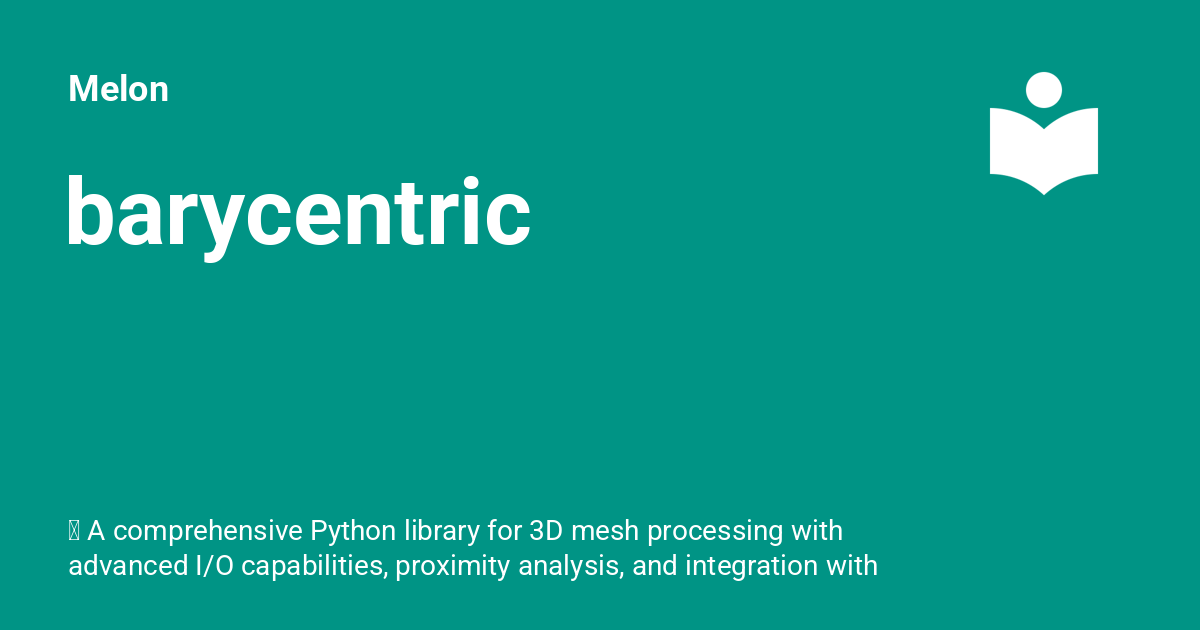 Melon
barycentric
A comprehensive Python library for 3D mesh processing with
advanced I/O capabilities, proximity analysis, and integration with